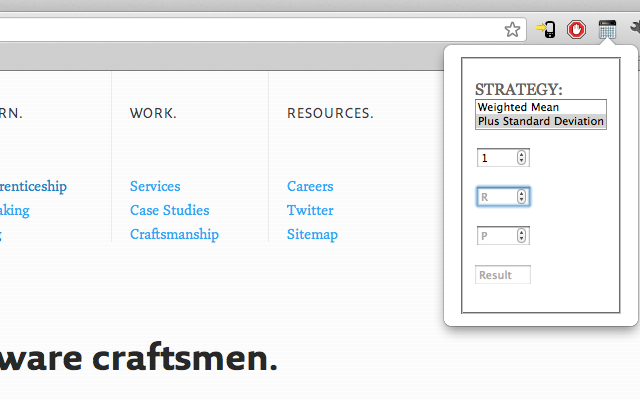 RN.
WORK.
RESOURCES.
renticeship
aking
Services
Case Studies
Craftsmanship
Careers
Twitter
Sitemap
ware craftsmen.
STRATEGY:
Weighted Mean
Plus Standard Deviation
1
R
P
Result